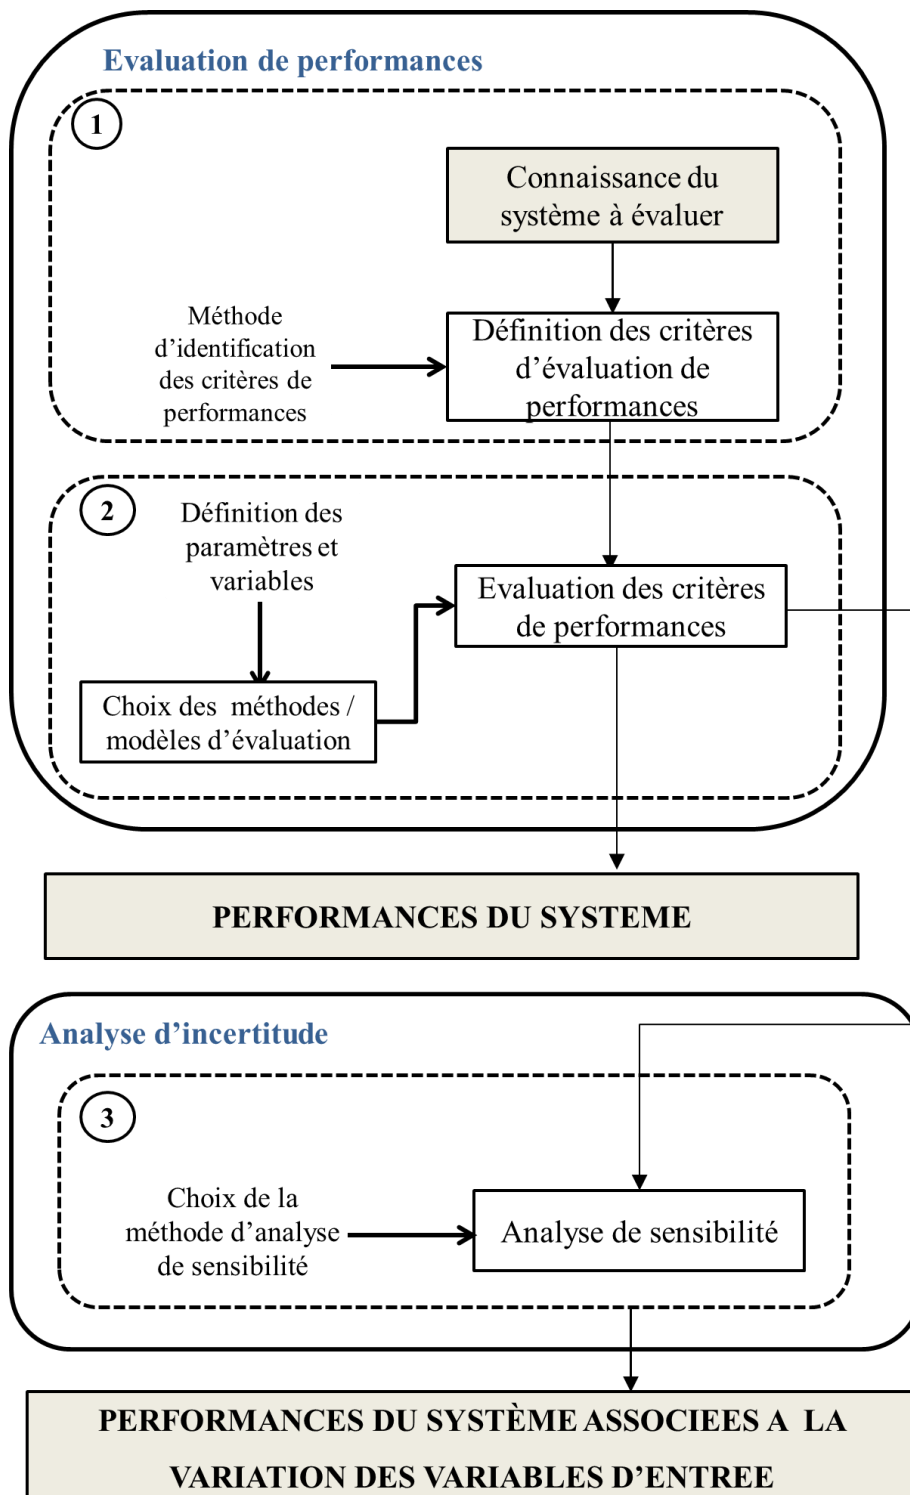 Evaluation de performances
1
Connaissance du
système à évaluer
Méthode
d'identification
des critères de
performances
Définition des critères
d'évaluation de
performances
2
Définition des
paramètres et
variables
Evaluation des critères
de performances
Choix des méthodes /
modèles d'évaluation
PERFORMANCES DU SYSTEME
Analyse d'incertitude
3
Choix de la
méthode d'analyse
de sensibilité
Analyse de sensibilité
PERFORMANCES DU SYSTÈME ASSOCIEES A LA
VARIATION DES VARIABLES D'ENTREE